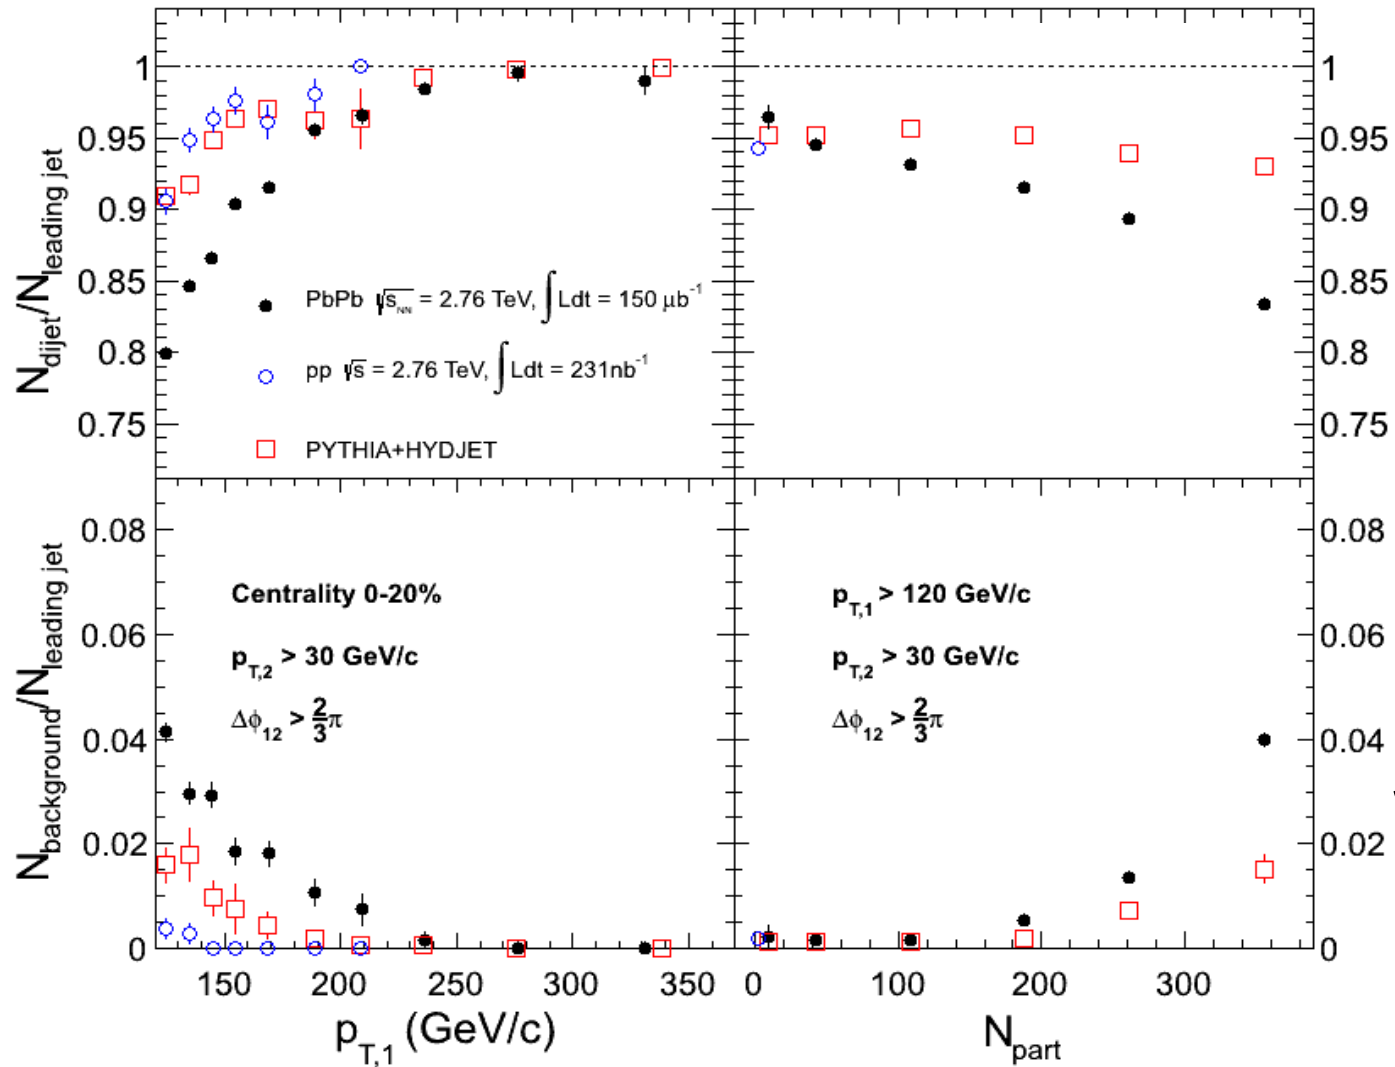 N_dijet/N_leading jet
1
0.95
0.9
0.85
0.8
0.75
PbPb √s_NN = 2.76 TeV, ∫Ldt = 150 μb⁻¹
pp √s = 2.76 TeV, ∫Ldt = 231nb⁻¹
PYTHIA+HYDJET
1
0.95
0.9
0.85
0.8
0.75
N_background/N_leading jet
0.08
0.06
0.04
0.02
0
Centrality 0-20%
p_T,2 > 30 GeV/c
Δϕ_12 > 2/3 π
p_T,1 > 120 GeV/c
p_T,2 > 30 GeV/c
Δϕ_12 > 2/3 π
0.08
0.06
0.04
0.02
0
150 200 250 300 350
p_T,1 (GeV/c)
0 100 200 300
N_part